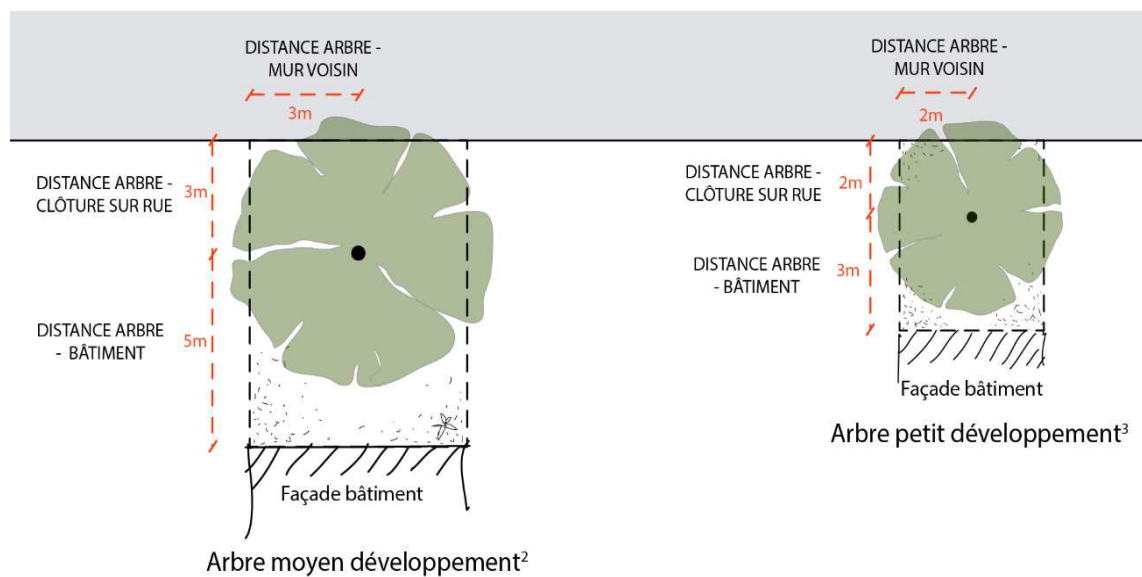 DISTANCE ARBRE -
MUR VOISIN
3m
DISTANCE ARBRE -
CLÔTURE SUR RUE
3m
DISTANCE ARBRE
- BÂTIMENT
5m
Façade bâtiment
Arbre moyen développement²
DISTANCE ARBRE -
MUR VOISIN
2m
DISTANCE ARBRE -
CLÔTURE SUR RUE
2m
DISTANCE ARBRE
- BÂTIMENT
3m
Façade bâtiment
Arbre petit développement³